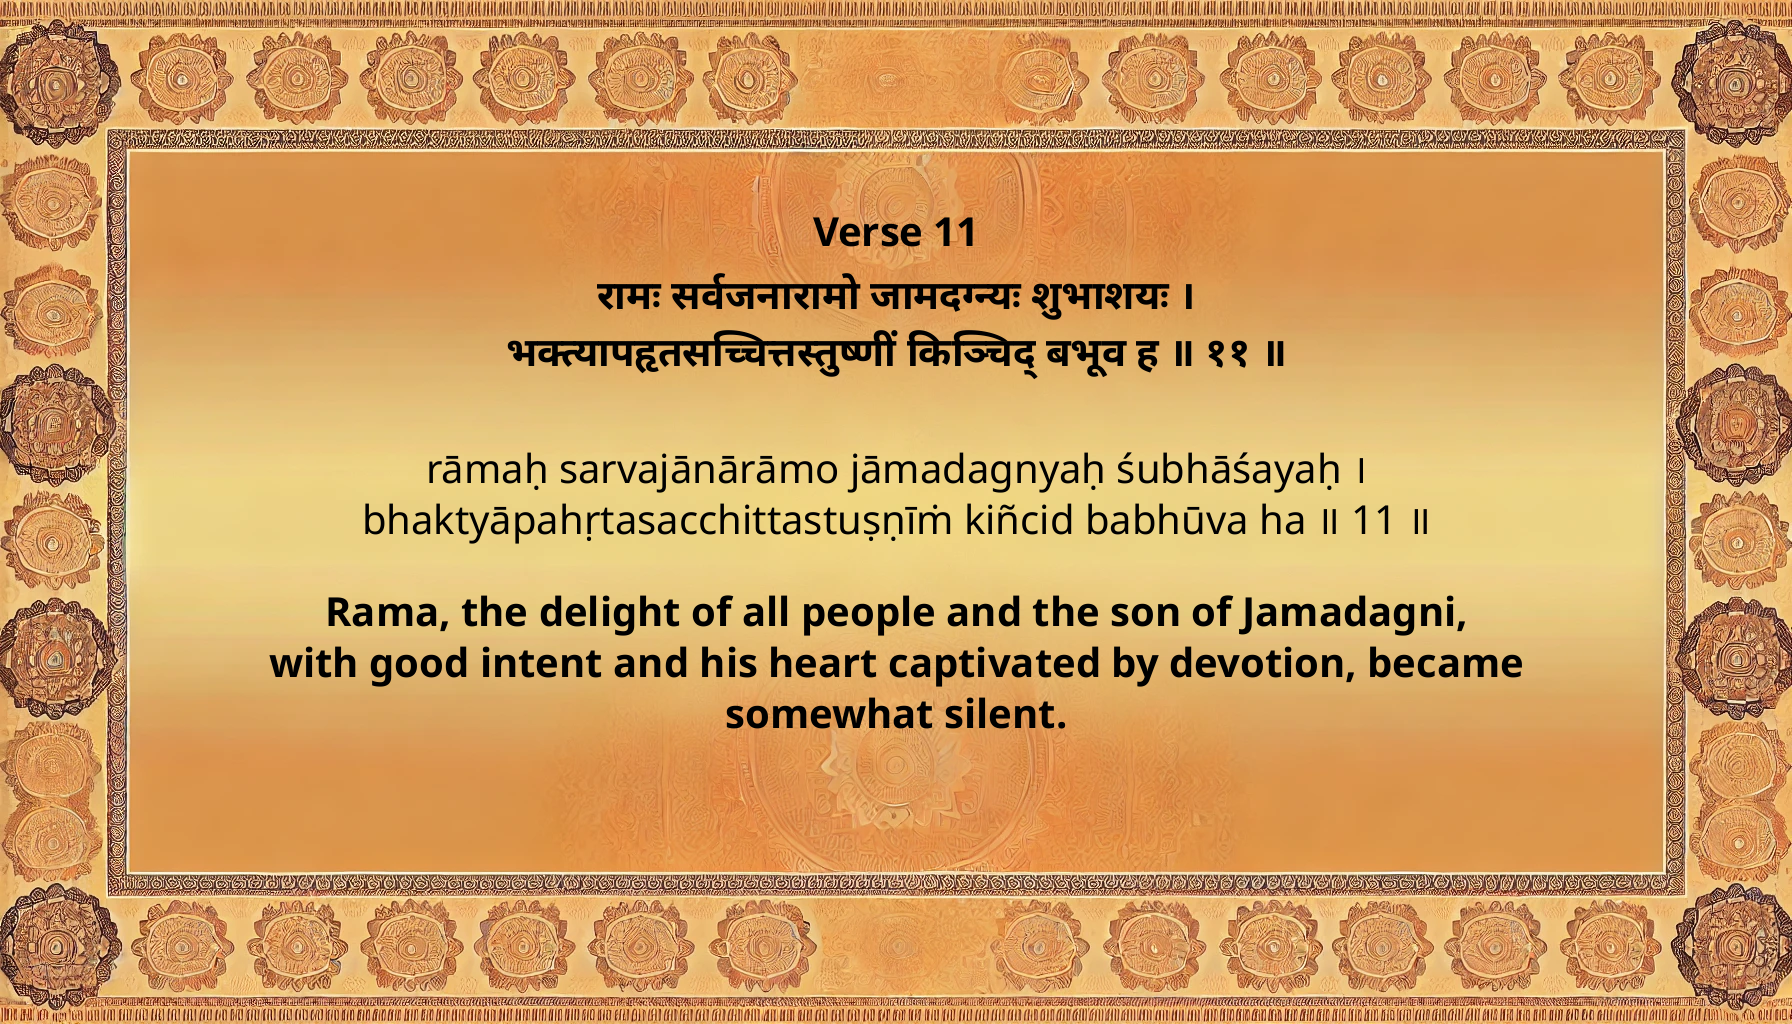 Verse 11
रामः सर्वजनारामो जामदग्न्यः शुभाशयः ।
भक्त्यापहृतसच्चित्तस्तुष्णीं किञ्चिद् बभूव ह ॥ ११ ॥
rāmaḥ sarvajānārāmo jāmadagnyaḥ śubhāśayaḥ ।
bhaktyāpahṛtasacchittastuṣṇīṁ kiñcid babhūva ha ॥ 11 ॥
Rama, the delight of all people and the son of Jamadagni,
with good intent and his heart captivated by devotion, became
somewhat silent.